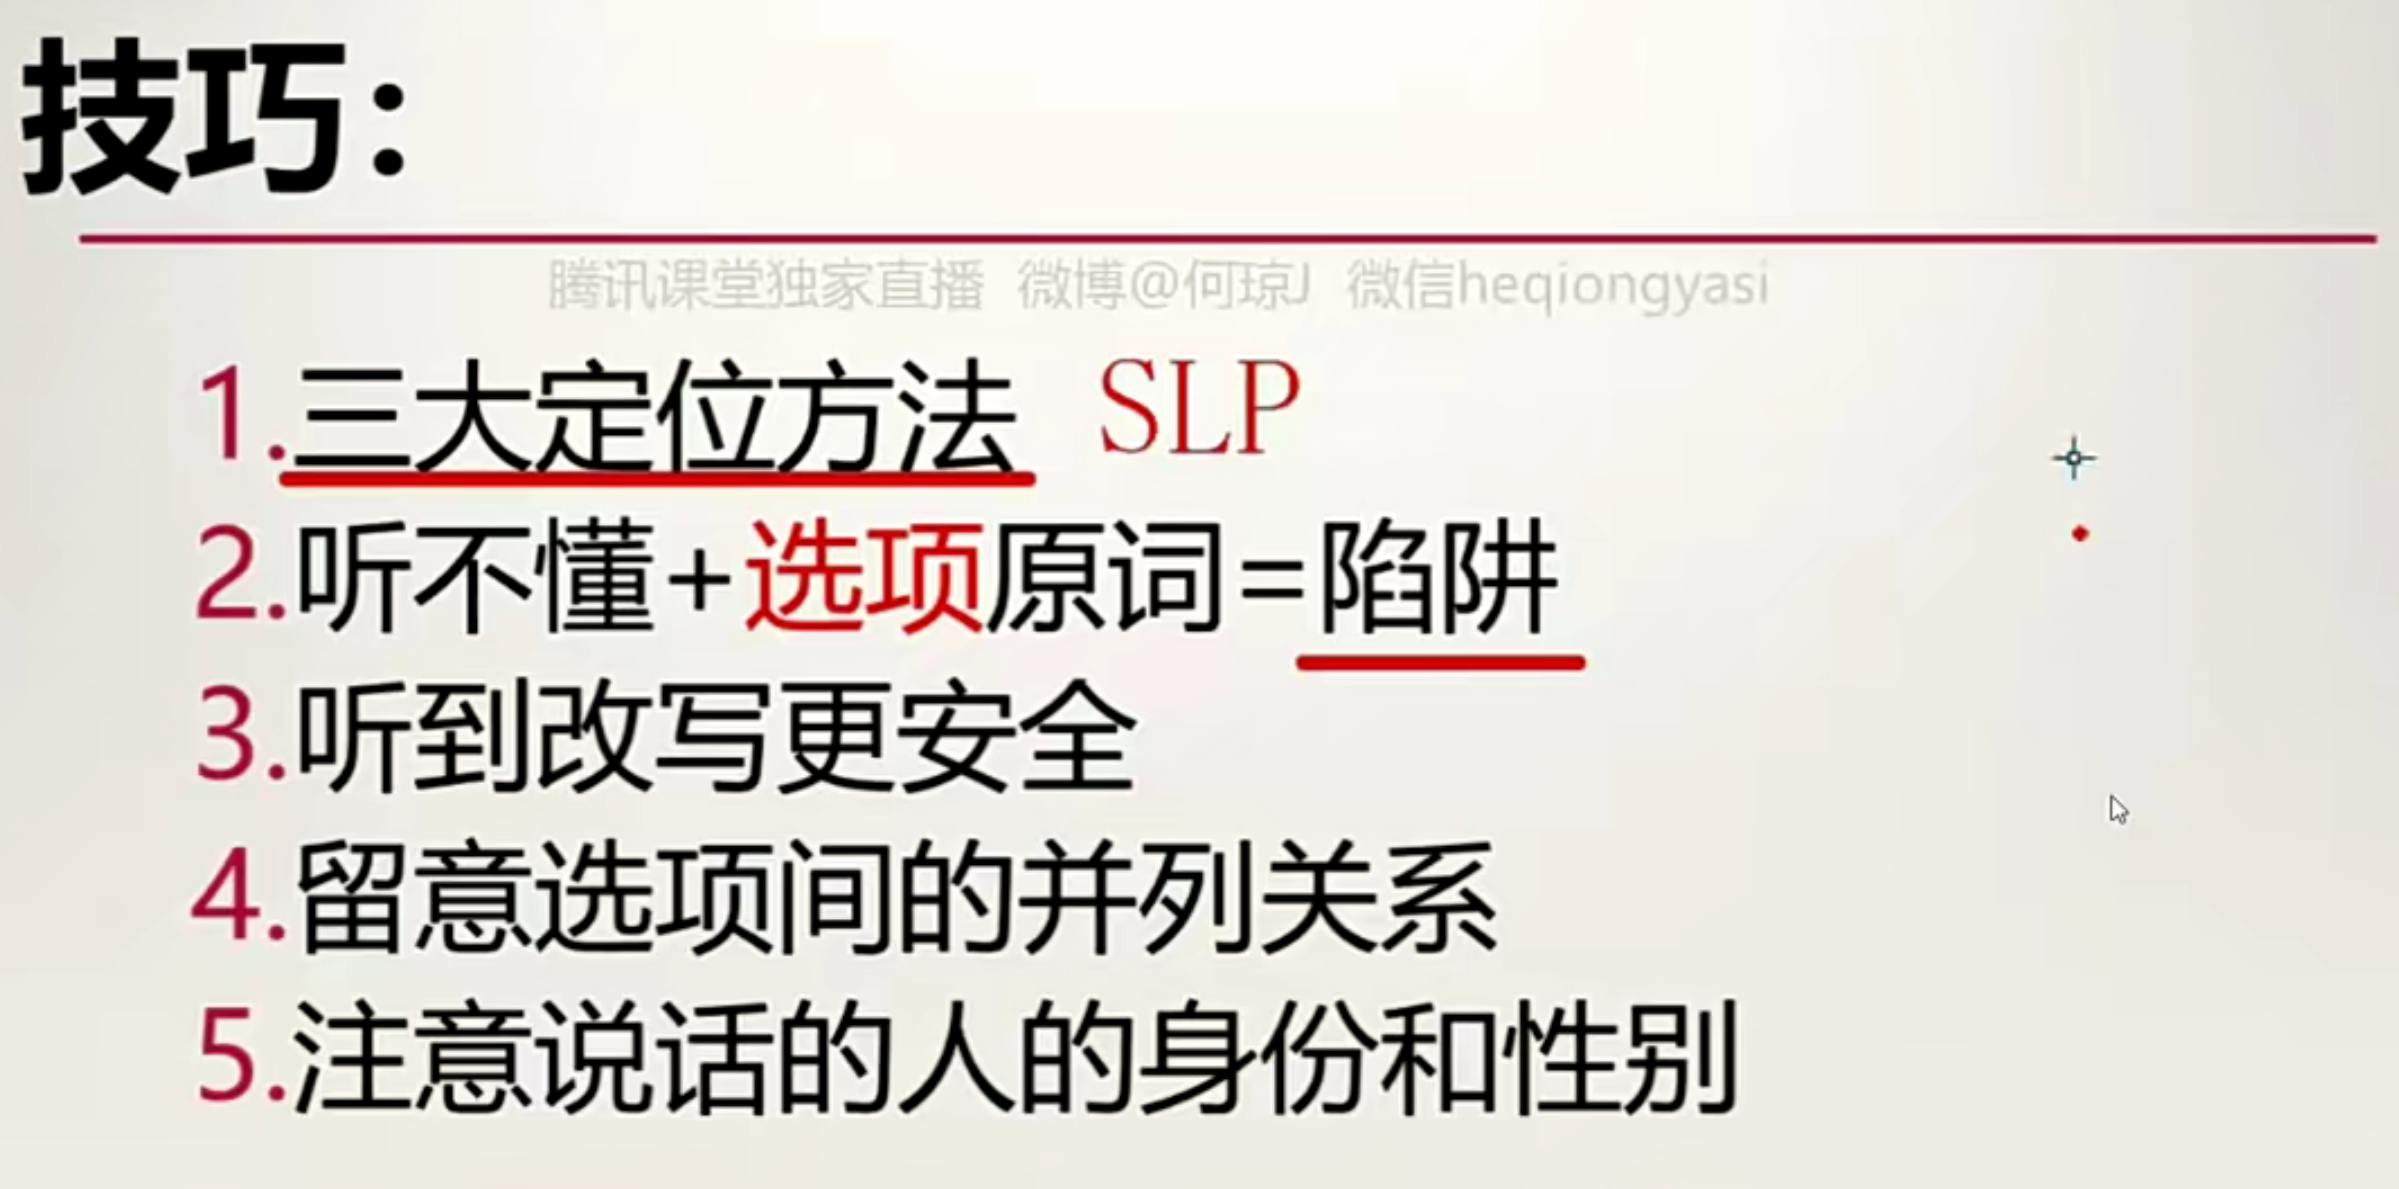 技巧：
腾讯课堂独家直播 微博@何琼J 微信heqiongyasi
1.三大定位方法 SLP
2.听不懂+选项原词=陷阱
3.听到改写更安全
4.留意选项间的并列关系
5.注意说话的人的身份和性别